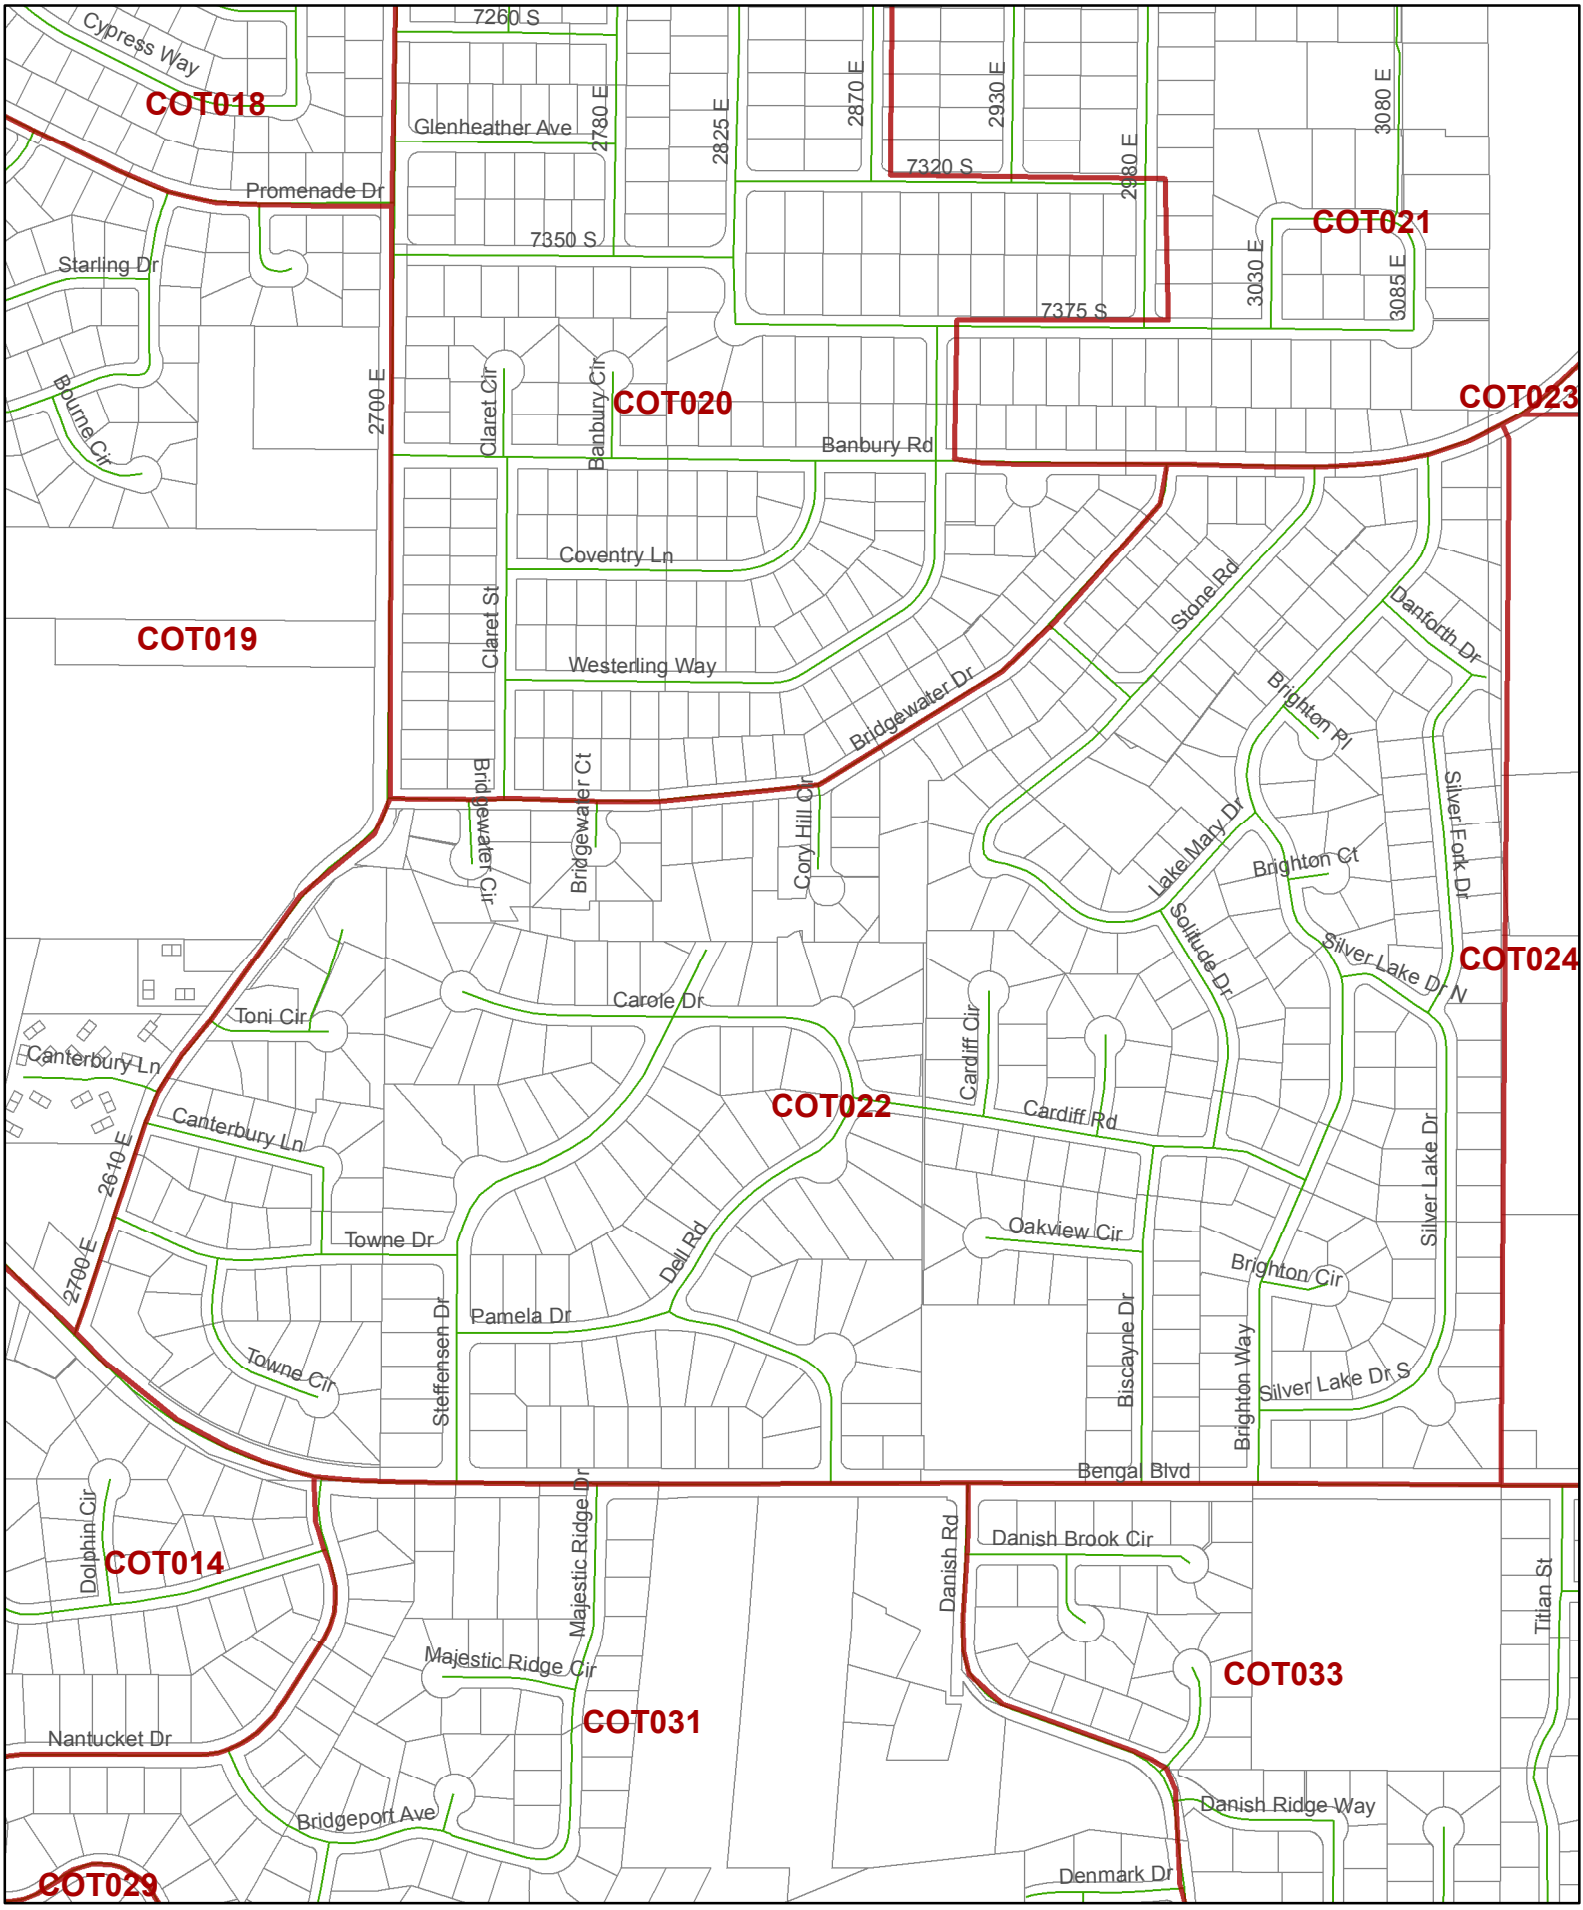 7260 S
Cypress Way
COT018
Glenheather Ave
2780 E
2825 E
2870 E
2930 E
2980 E
3080 E
7320 S
Promenade Dr
COT021
7350 S
Starling Dr
3030 E
3085 E
7375 S
Bourne Cir
2700 E
Claret Cir
Banbury Cir
COT020
COT023
Banbury Rd
Coventry Ln
Claret St
Stone Rd
Danforth Dr
COT019
Westerling Way
Bridgewater Dr
Brighton Pl
Bridgewater Cir
Bridgewater Ct
Cory Hill Cir
Lake Mary Dr
Silver Fork Dr
Brighton Ct
Solitude Dr
Silver Lake Dr N
COT024
Carole Dr
Toni Cir
Cardiff Cir
Canterbury Ln
COT022
Cardiff Rd
Canterbury Ln
2610 E
Silver Lake Dr
Towne Dr
Oakview Cir
Dell Rd
2700 E
Brighton Cir
Pamela Dr
Steffensen Dr
Biscayne Dr
Brighton Way
Towne Cir
Silver Lake Dr S
Bengal Blvd
Dolphin Cir
Majestic Ridge Dr
Danish Rd
Danish Brook Cir
COT014
Titian St
Majestic Ridge Cir
COT033
COT031
Nantucket Dr
Bridgeport Ave
Danish Ridge Way
Denmark Dr
COT029